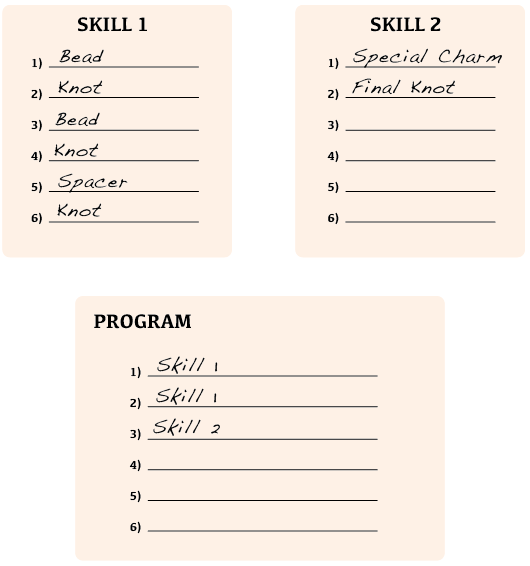 SKILL 1
1) Bead
2) Knot
3) Bead
4) Knot
5) Spacer
6) Knot
SKILL 2
1) Special Charm
2) Final Knot
3)
4)
5)
6)
PROGRAM
1) Skill 1
2) Skill 1
3) Skill 2
4)
5)
6)